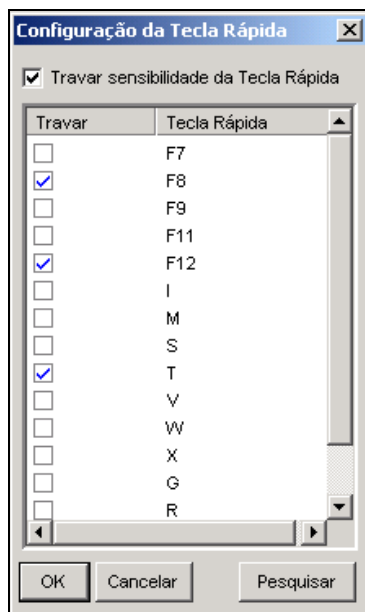 Configuração da Tecla Rápida
Travar sensibilidade da Tecla Rápida
Travar Tecla Rápida
F7
F8
F9
F11
F12
I
M
S
T
V
W
X
G
R
OK Cancelar Pesquisar